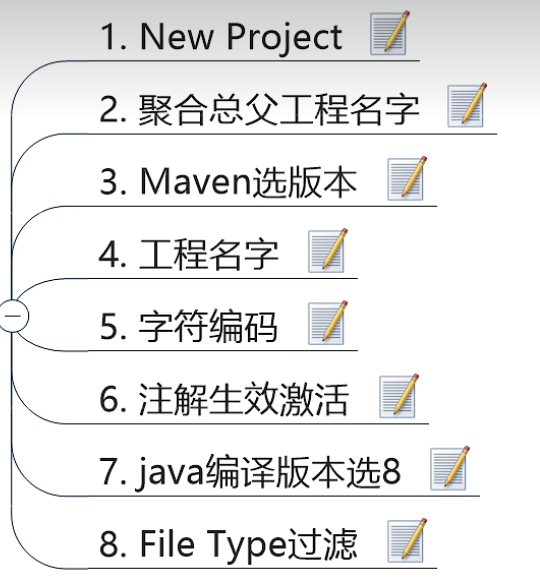 1. New Project
2. 聚合总父工程名字
3. Maven选版本
4. 工程名字
5. 字符编码
6. 注解生效激活
7. java编译版本选8
8. File Type过滤